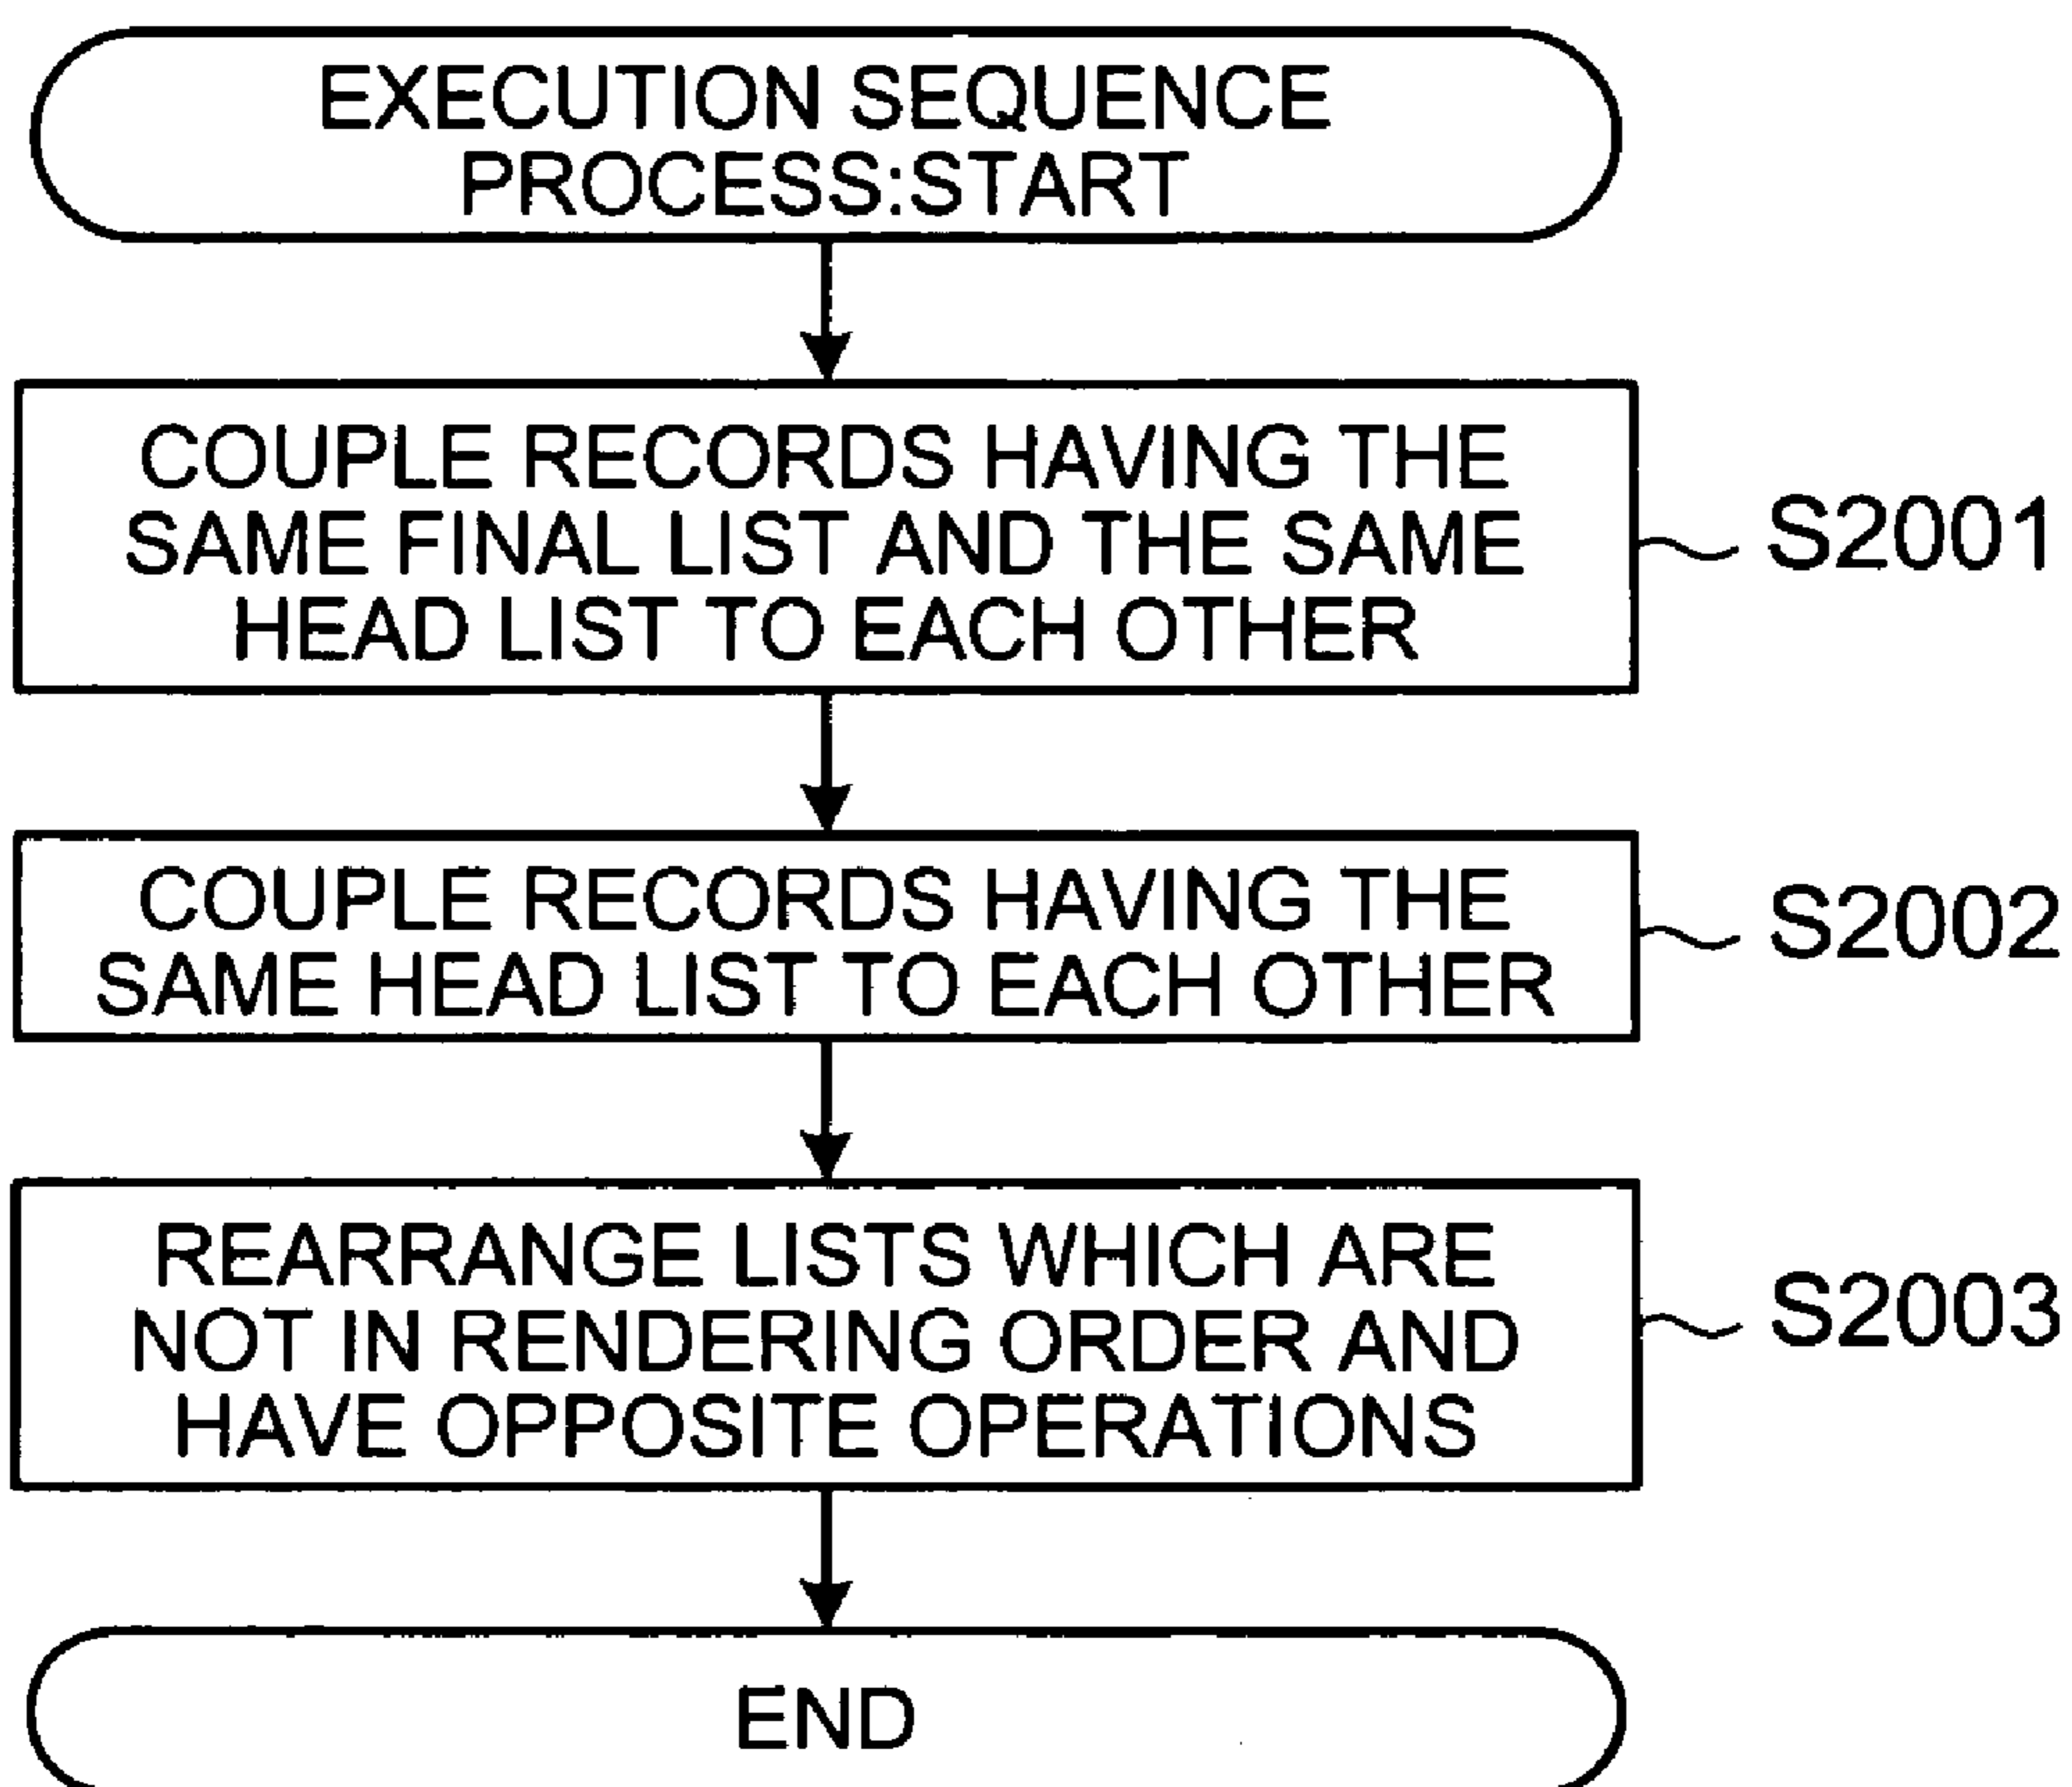 EXECUTION SEQUENCE
PROCESS:START
COUPLE RECORDS HAVING THE
SAME FINAL LIST AND THE SAME
HEAD LIST TO EACH OTHER
S2001
COUPLE RECORDS HAVING THE
SAME HEAD LIST TO EACH OTHER
S2002
REARRANGE LISTS WHICH ARE
NOT IN RENDERING ORDER AND
HAVE OPPOSITE OPERATIONS
S2003
END